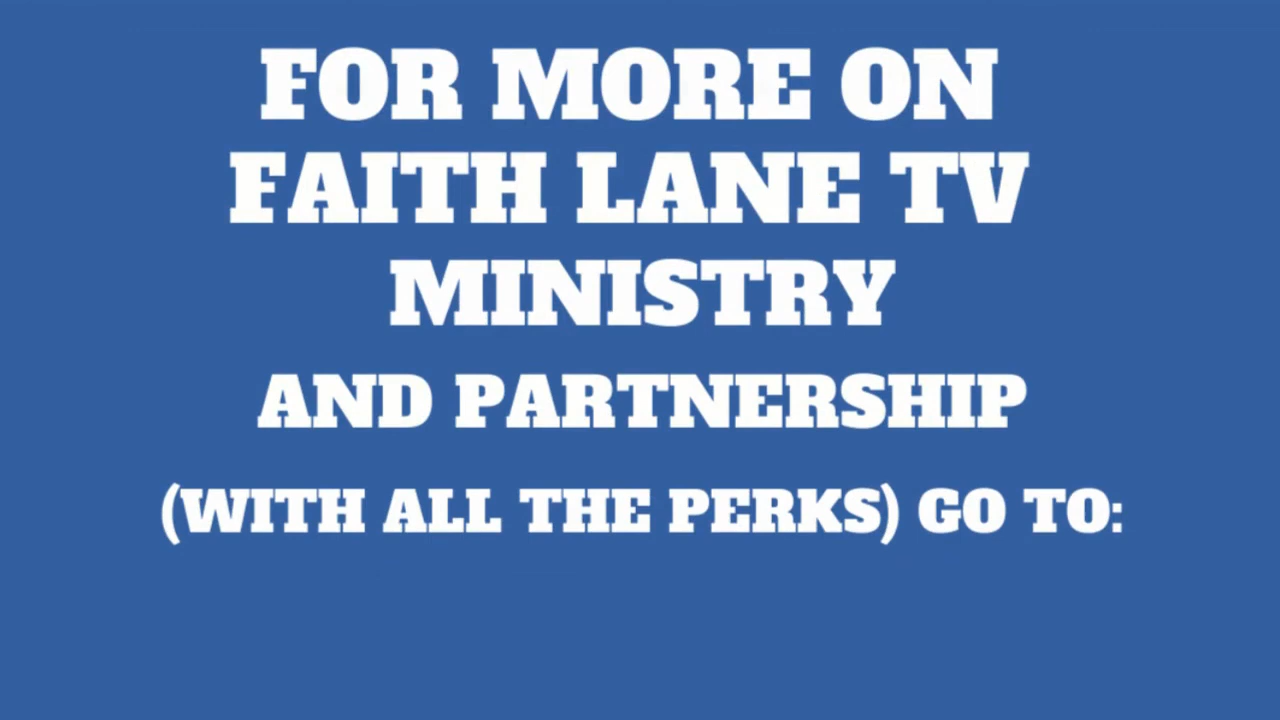 FOR MORE ON
FAITH LANE TV
MINISTRY
AND PARTNERSHIP
(WITH ALL THE PERKS) GO TO: